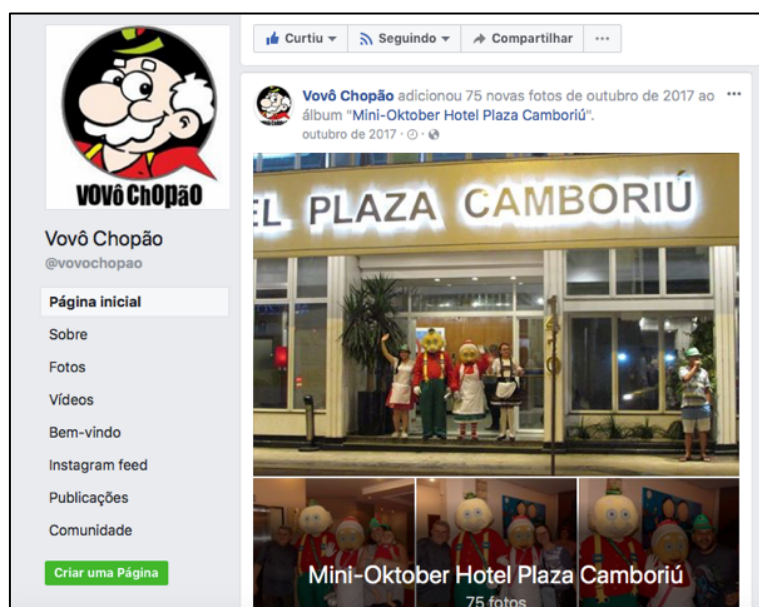 VOVÔ ChOPãO
Vovô Chopão
@vovochopao
Página inicial
Sobre
Fotos
Vídeos
Bem-vindo
Instagram feed
Publicações
Comunidade
Criar uma Página
Curtiu
Seguindo
Compartilhar
Vovô Chopão adicionou 75 novas fotos de outubro de 2017 ao
álbum "Mini-Oktober Hotel Plaza Camboriú".
outubro de 2017
EL PLAZA CAMBORIÚ
Mini-Oktober Hotel Plaza Camboriú
75 fotos